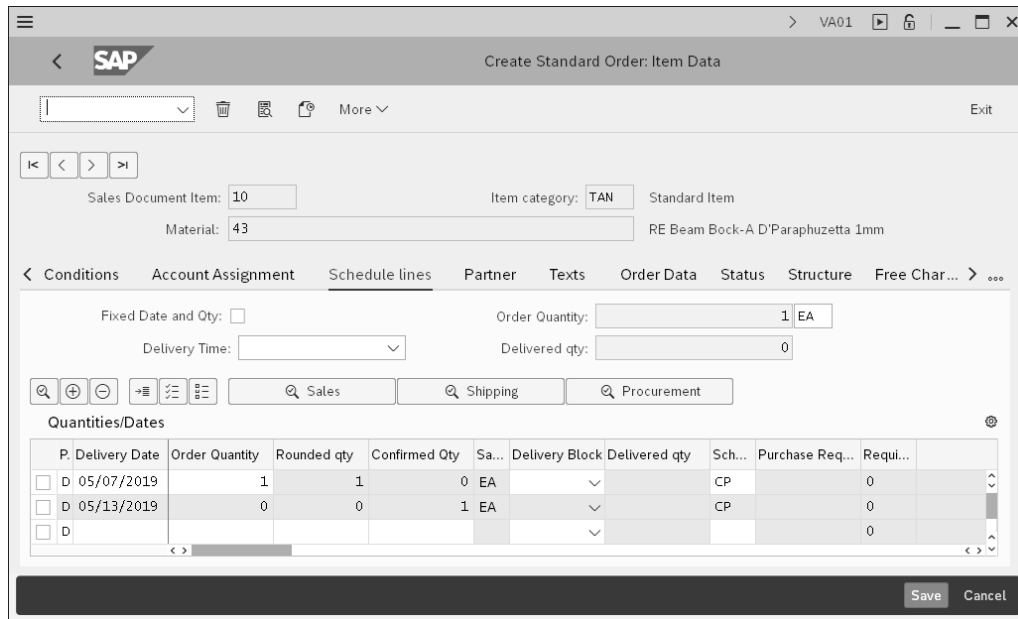 VA01
SAP
Create Standard Order: Item Data
More Exit
Sales Document Item: 10 Item category: TAN Standard Item
Material: 43 RE Beam Bock-A D'Paraphuzetta 1mm
Conditions Account Assignment Schedule lines Partner Texts Order Data Status Structure Free Char...
Fixed Date and Qty: Order Quantity: 1 EA
Delivery Time: Delivered qty: 0
Sales Shipping Procurement
Quantities/Dates
P. Delivery Date Order Quantity Rounded qty Confirmed Qty Sa... Delivery Block Delivered qty Sch... Purchase Req... Requi...
D 05/07/2019 1 1 0 EA CP 0
D 05/13/2019 0 0 1 EA CP 0
D 0
Save Cancel